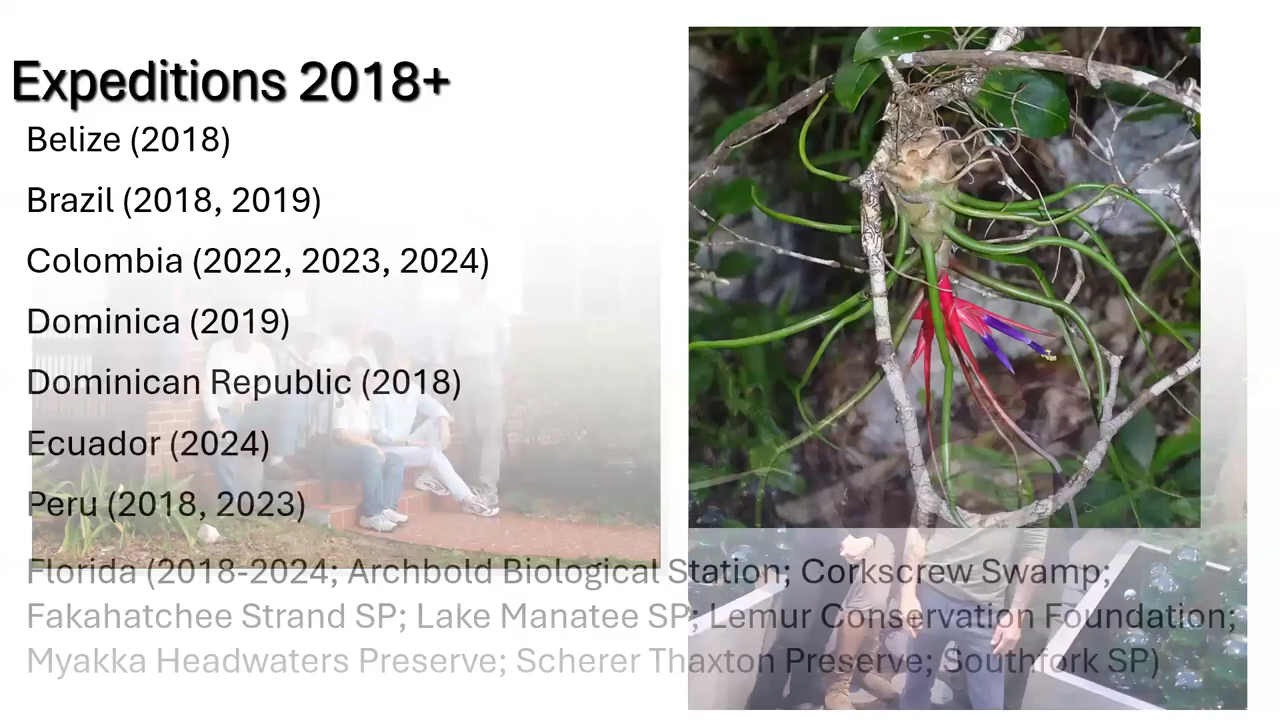 Expeditions 2018+
Belize (2018)
Brazil (2018, 2019)
Colombia (2022, 2023, 2024)
Dominica (2019)
Dominican Republic (2018)
Ecuador (2024)
Peru (2018, 2023)
Florida (2018-2024; Archbold Biological Station; Corkscrew Swamp;
Fakahatchee Strand SP; Lake Manatee SP; Lemur Conservation Foundation;
Myakka Headwaters Preserve; Scherer Thaxton Preserve; Southfork SP)